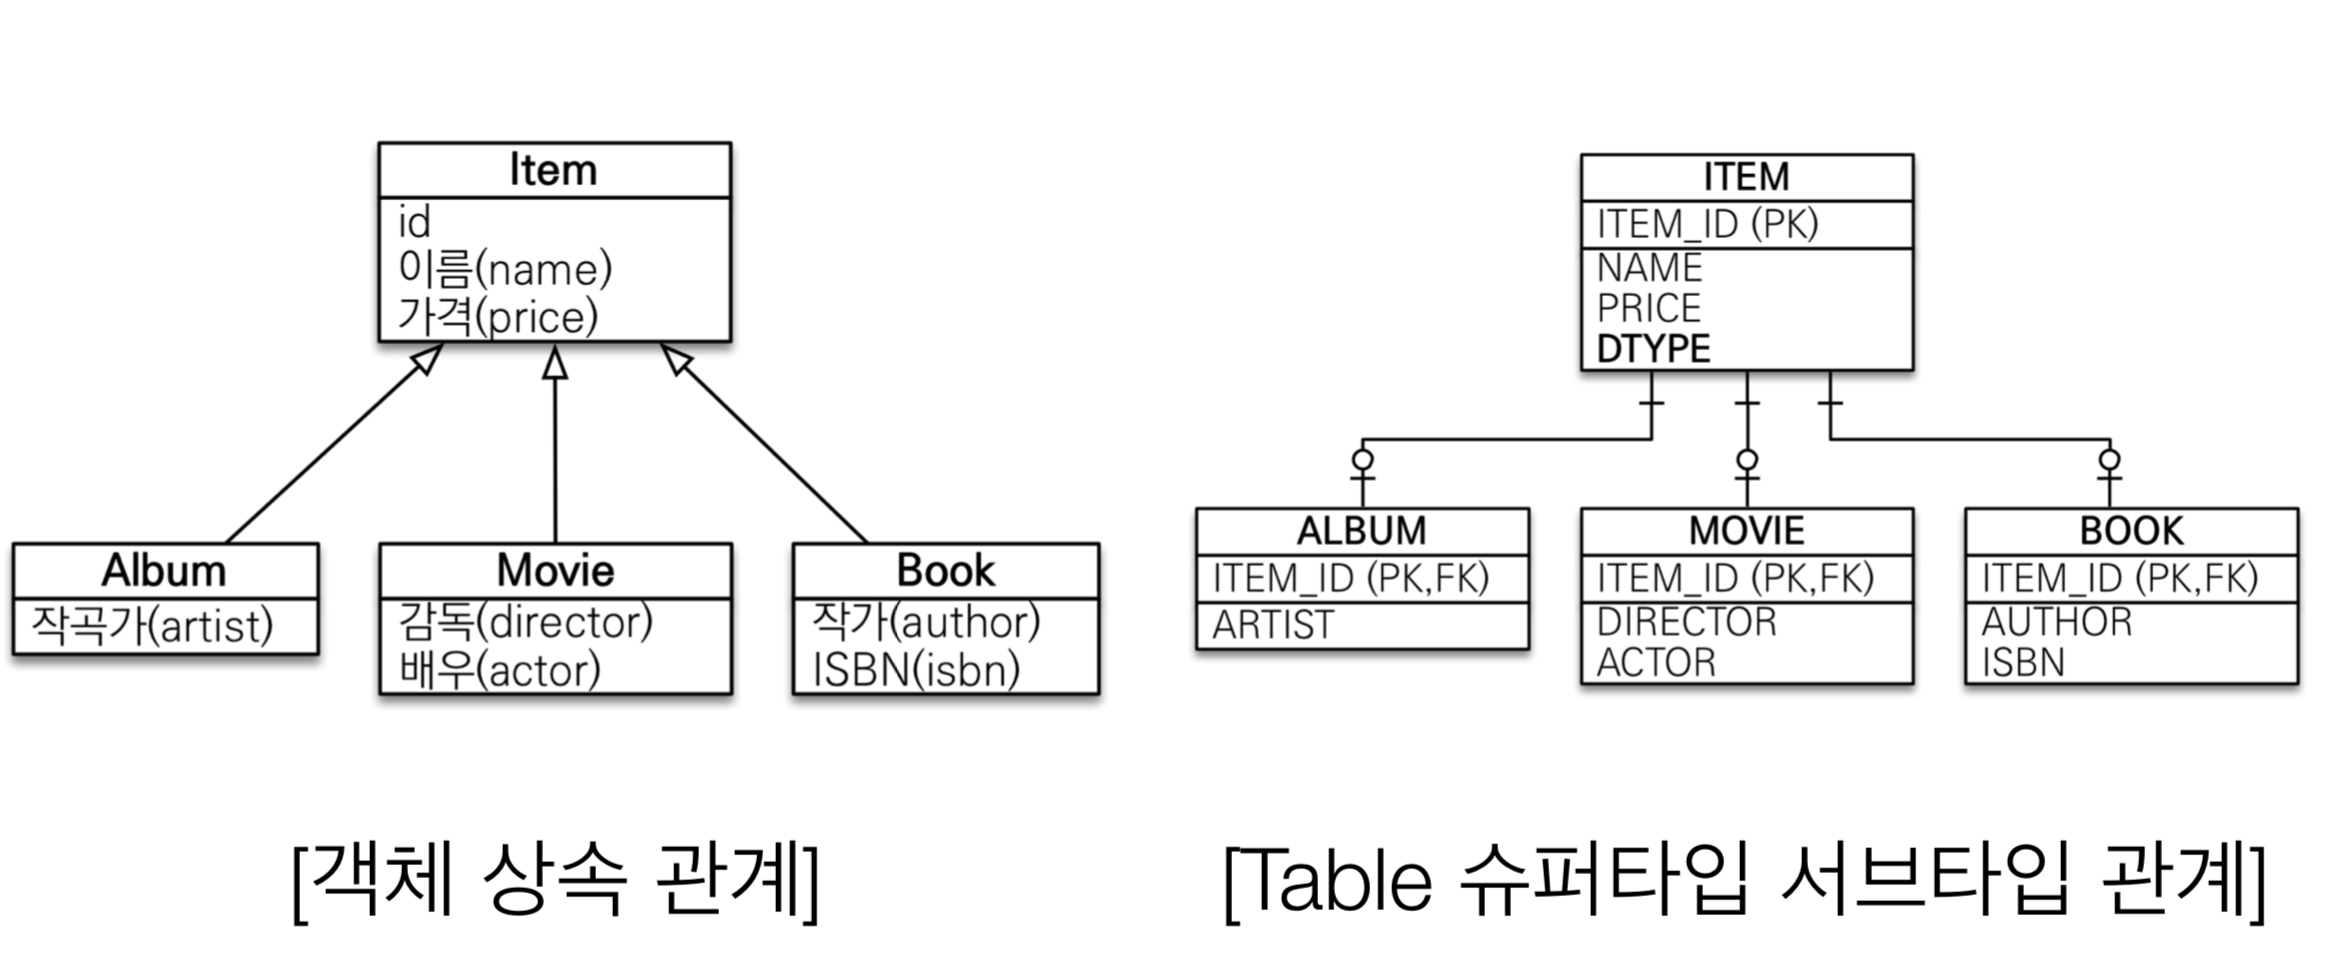 Item
id
이름(name)
가격(price)
Album
작곡가(artist)
Movie
감독(director)
배우(actor)
Book
작가(author)
ISBN(isbn)
[객체 상속 관계]
ITEM
ITEM_ID (PK)
NAME
PRICE
DTYPE
ALBUM
ITEM_ID (PK,FK)
ARTIST
MOVIE
ITEM_ID (PK,FK)
DIRECTOR
ACTOR
BOOK
ITEM_ID (PK,FK)
AUTHOR
ISBN
[Table 슈퍼타입 서브타입 관계]